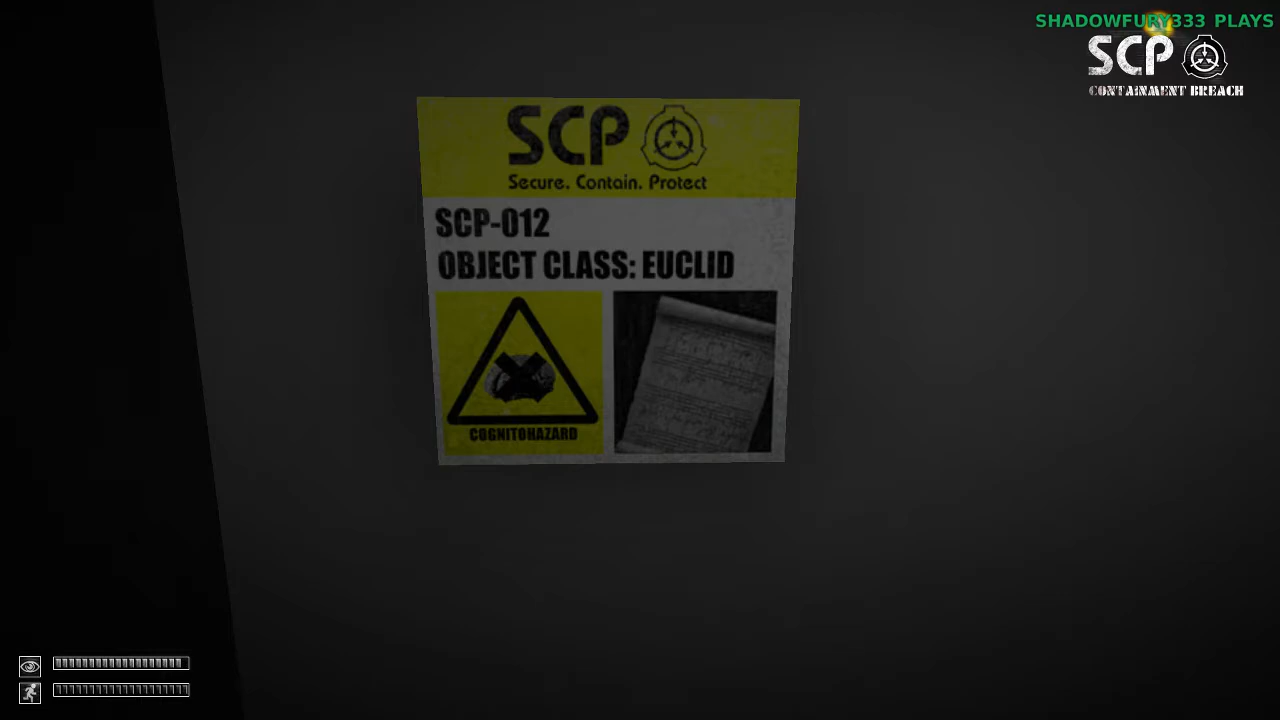 SHADOWFURY333 PLAYS
SCP
CONTAINMENT BREACH
SCP
Secure. Contain. Protect
SCP-012
OBJECT CLASS: EUCLID
COGNITOHAZARD